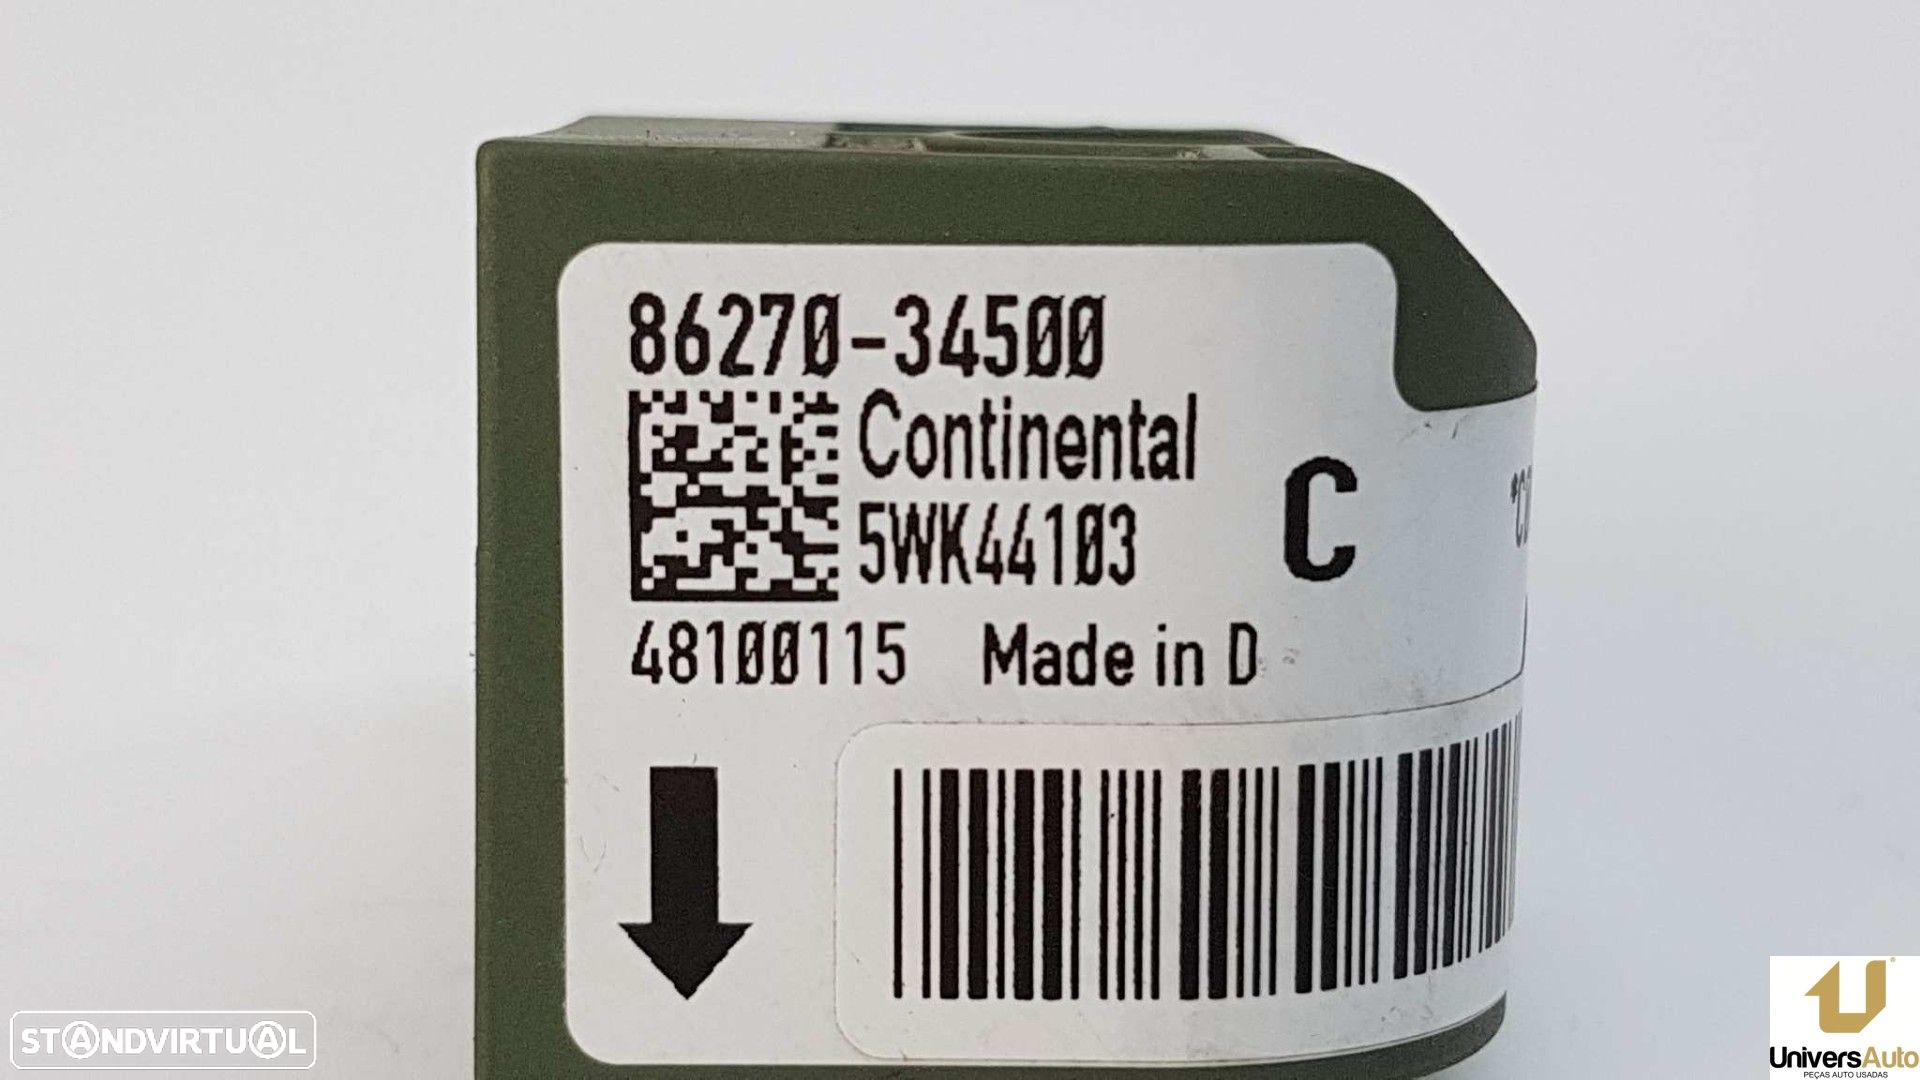 86270-34500
Continental
5WK44103
C
48100115 Made in D
STANDVIRTUAL
UniversAuto
PEÇAS AUTO USADAS